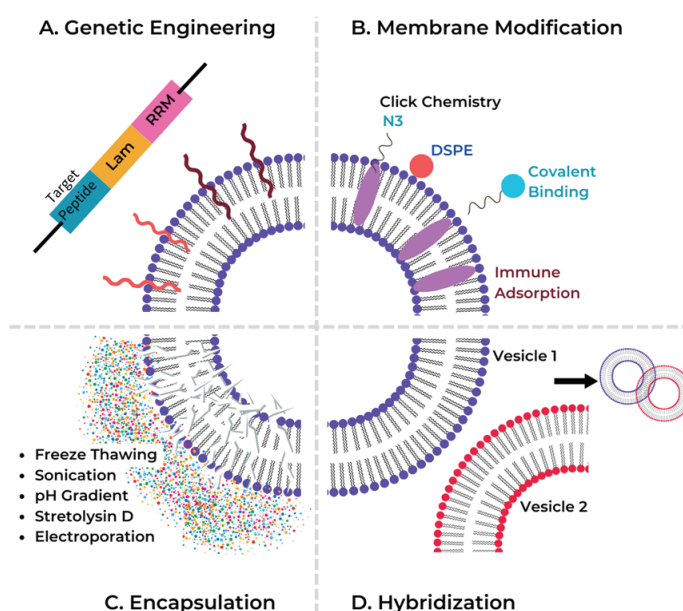 A. Genetic Engineering
Target
Peptide
Lam
RRM
B. Membrane Modification
Click Chemistry
N3
DSPE
Covalent
Binding
Immune
Adsorption
• Freeze Thawing
• Sonication
• pH Gradient
• Stretolysin D
• Electroporation
C. Encapsulation
Vesicle 1
Vesicle 2
D. Hybridization